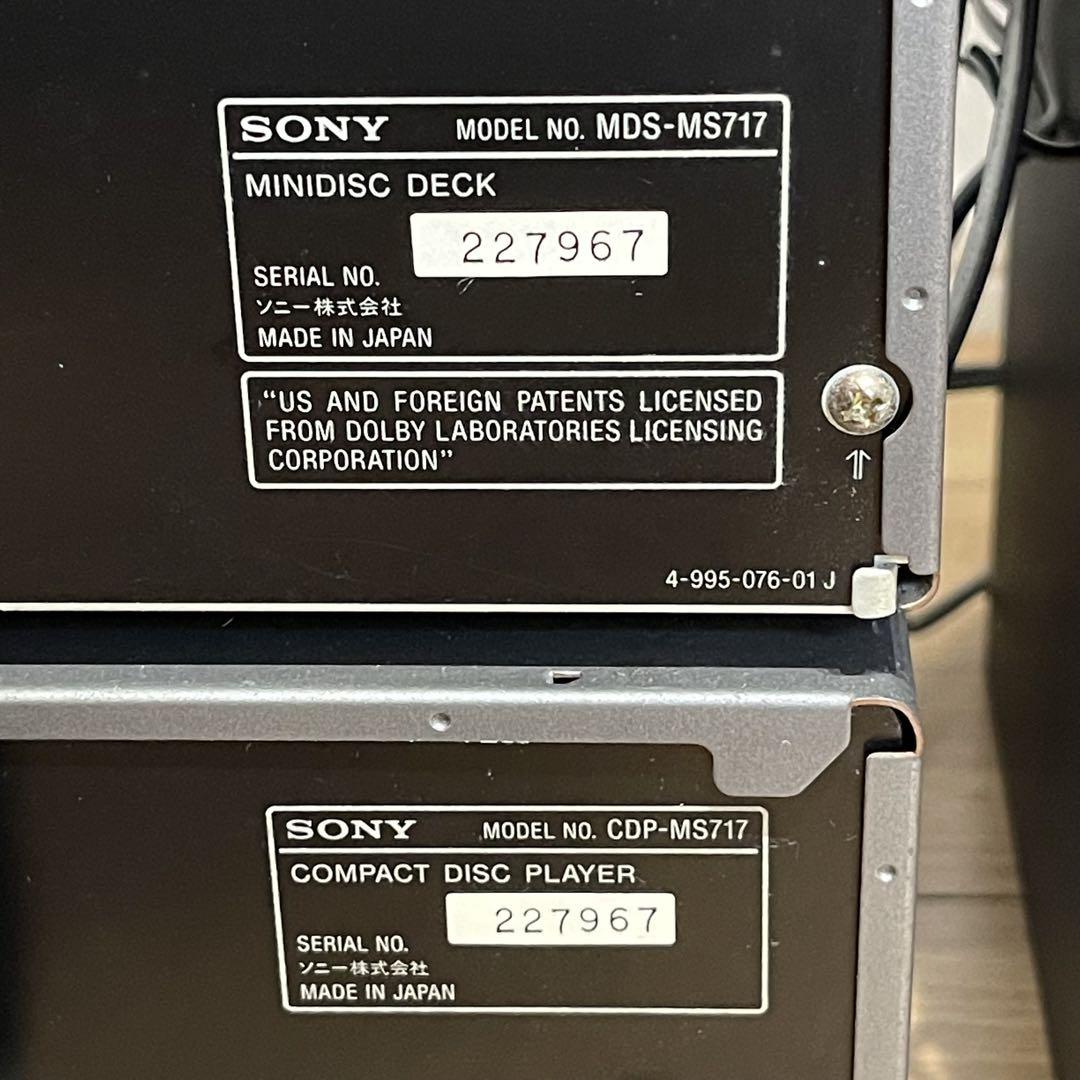 SONY MODEL NO. MDS-MS717
MINIDISC DECK
227967
SERIAL NO.
ソニー株式会社
MADE IN JAPAN
"US AND FOREIGN PATENTS LICENSED
FROM DOLBY LABORATORIES LICENSING
CORPORATION"
4-995-076-01 J
SONY MODEL NO. CDP-MS717
COMPACT DISC PLAYER
227967
SERIAL NO.
ソニー株式会社
MADE IN JAPAN